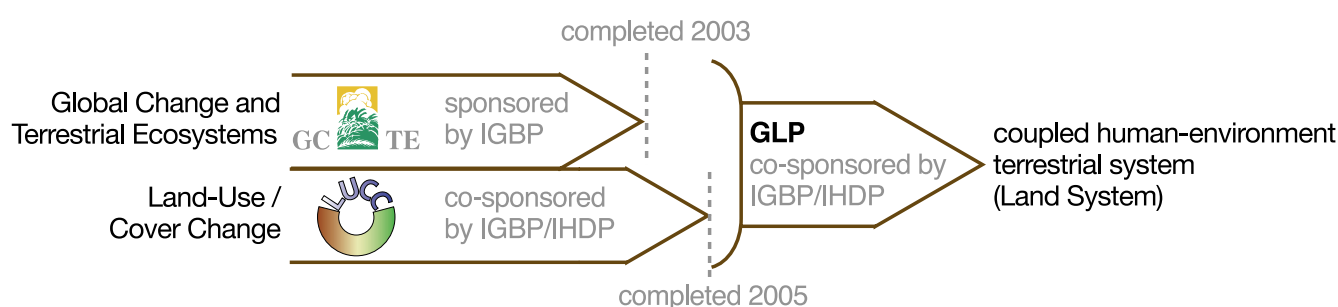 completed 2003
Global Change and
Terrestrial Ecosystems
GC TE
sponsored
by IGBP
Land-Use /
Cover Change
LUCC
co-sponsored
by IGBP/IHDP
GLP
co-sponsored by
IGBP/IHDP
coupled human-environment
terrestrial system
(Land System)
completed 2005